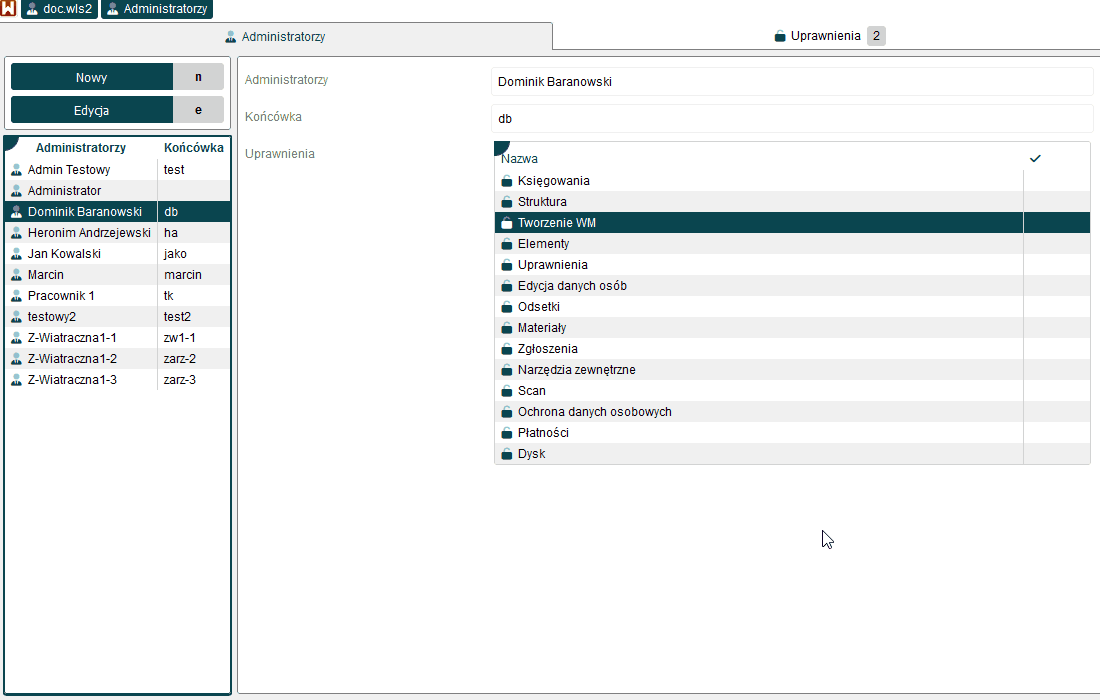 W doc.wls2 Administratorzy
Administratorzy
Uprawnienia 2
Nowy n
Edycja e
Administratorzy Końcówka
Admin Testowy test
Administrator
Dominik Baranowski db
Heronim Andrzejewski ha
Jan Kowalski jako
Marcin marcin
Pracownik 1 tk
testowy2 test2
Z-Wiatraczna1-1 zw1-1
Z-Wiatraczna1-2 zarz-2
Z-Wiatraczna1-3 zarz-3
Administratorzy Dominik Baranowski
Końcówka db
Uprawnienia
Nazwa
Księgowania
Struktura
Tworzenie WM
Elementy
Uprawnienia
Edycja danych osób
Odsetki
Materiały
Zgłoszenia
Narzędzia zewnętrzne
Scan
Ochrona danych osobowych
Płatności
Dysk